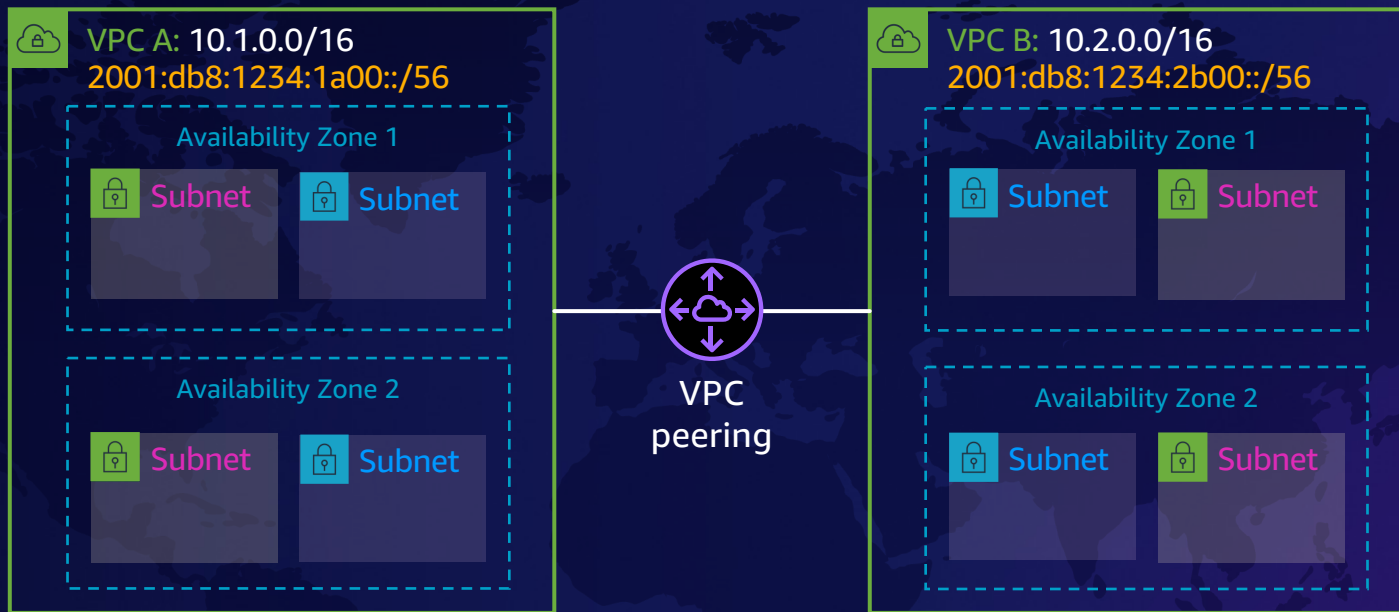 VPC A: 10.1.0.0/16
2001:db8:1234:1a00::/56
Availability Zone 1
Subnet
Subnet
Availability Zone 2
Subnet
Subnet
VPC
peering
VPC B: 10.2.0.0/16
2001:db8:1234:2b00::/56
Availability Zone 1
Subnet
Subnet
Availability Zone 2
Subnet
Subnet